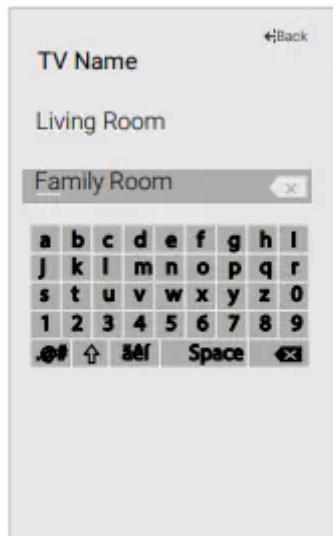 Back
TV Name
Living Room
Family Room
a b c d e f g h I
J k l m n o p q r
s t u v w x y z 0
1 2 3 4 5 6 7 8 9
.@# äêí Space